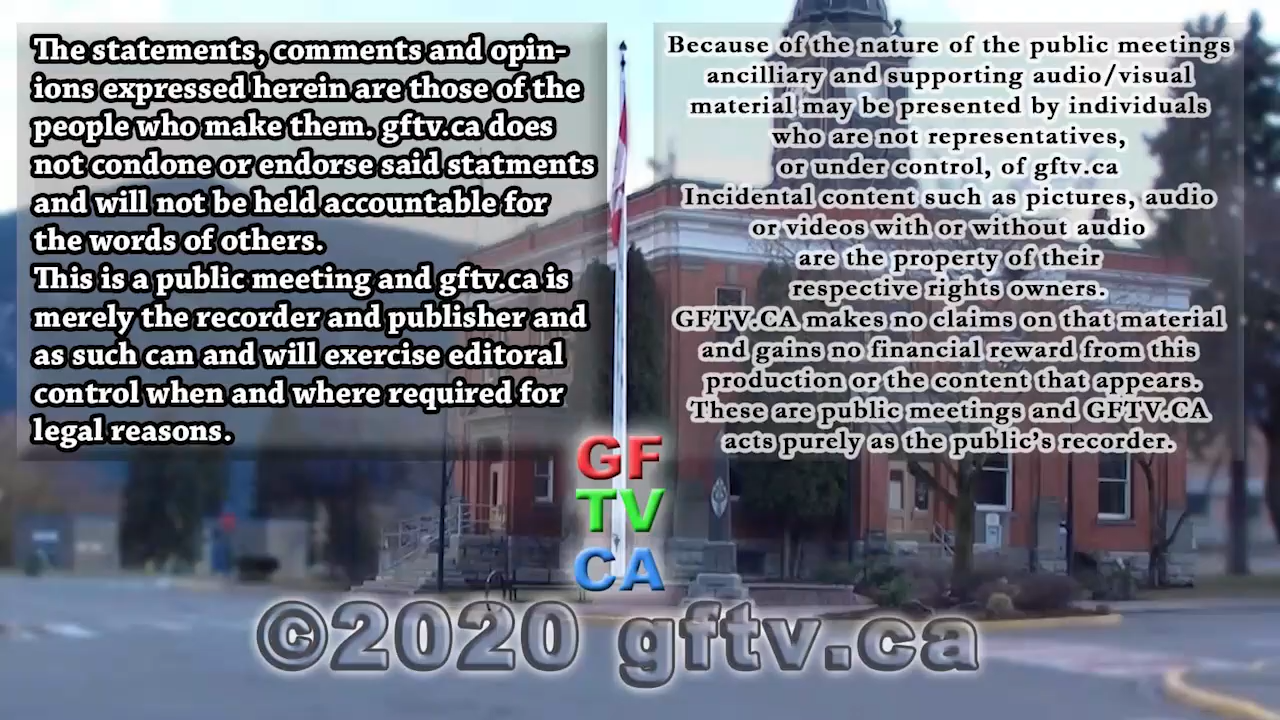 The statements, comments and opin-
ions expressed herein are those of the
people who make them. gftv.ca does
not condone or endorse said statments
and will not be held accountable for
the words of others.
This is a public meeting and gftv.ca is
merely the recorder and publisher and
as such can and will exercise editoral
control when and where required for
legal reasons.
Because of the nature of the public meetings
ancilliary and supporting audio/visual
material may be presented by individuals
who are not representatives,
or under control, of gftv.ca
Incidental content such as pictures, audio
or videos with or without audio
are the property of their
respective rights owners.
GFTV.CA makes no claims on that material
and gains no financial reward from this
production or the content that appears.
These are public meetings and GFTV.CA
acts purely as the public's recorder.
GF
TV
CA
©2020 gftv.ca